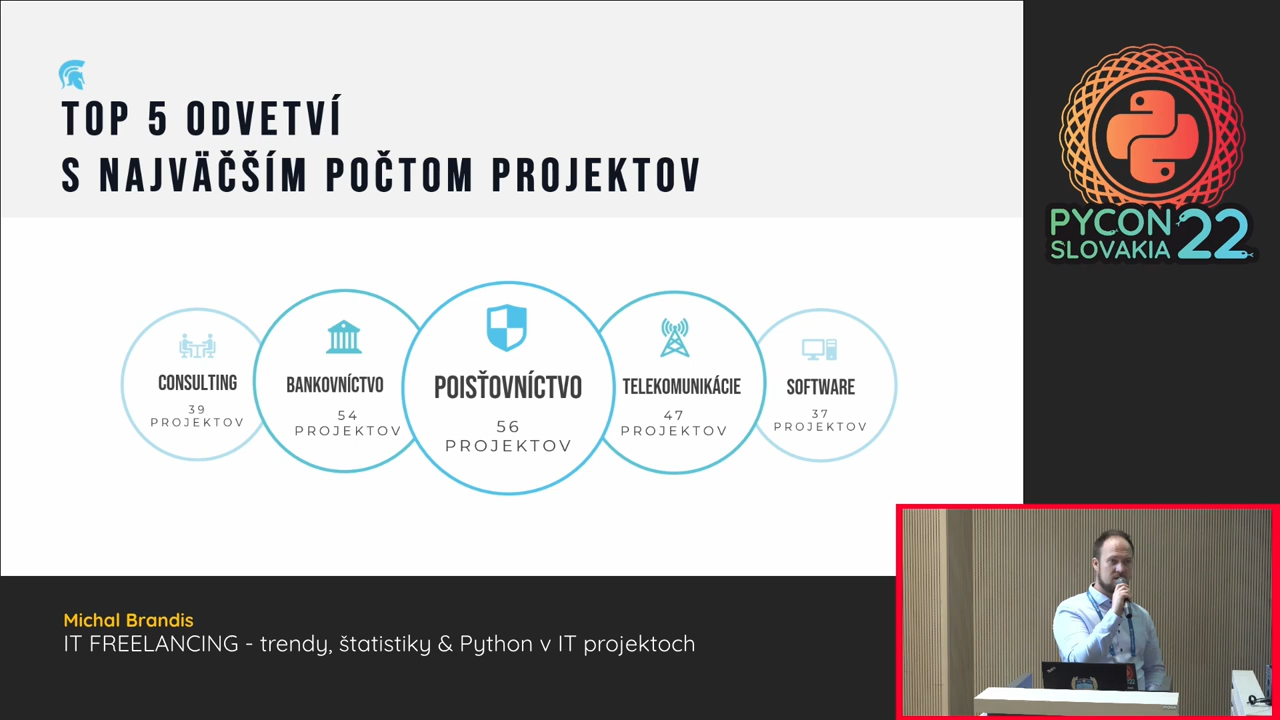 TOP 5 ODVETVÍ
S NAJVÄČŠÍM POČTOM PROJEKTOV
CONSULTING
39
PROJEKTOV
BANKOVNÍCTVO
54
PROJEKTOV
POISŤOVNÍCTVO
56
PROJEKTOV
TELEKOMUNIKÁCIE
47
PROJEKTOV
SOFTWARE
37
PROJEKTOV
PYCON
SLOVAKIA 22
Michal Brandis
IT FREELANCING - trendy, štatistiky & Python v IT projektoch